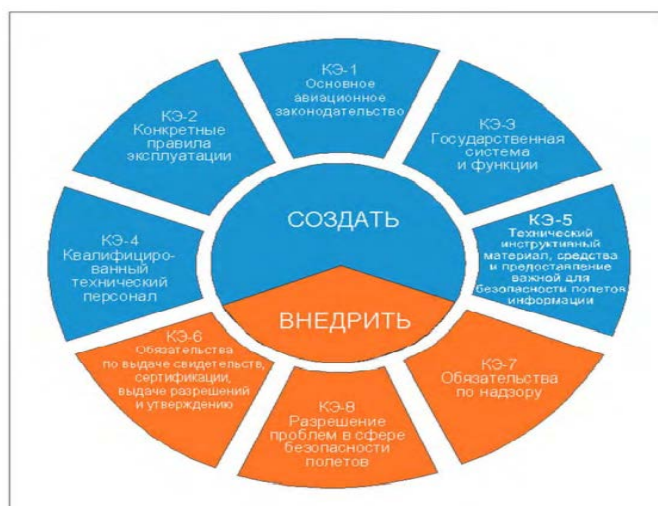 КЭ-1
Основное
авиационное
законодательство
КЭ-2
Конкретные
правила
эксплуатации
КЭ-3
Государственная
система
и функции
КЭ-4
Квалифициро-
ванный
технический
персонал
СОЗДАТЬ
КЭ-5
Технический
инструктивный
материал, средства
и предоставление
важной для
безопасности полетов
информации
ВНЕДРИТЬ
КЭ-6
Обязательства
по выдаче свидетельств,
сертификации,
выдаче разрешений
и утверждению
КЭ-8
Разрешение
проблем в сфере
безопасности
полетов
КЭ-7
Обязательства
по надзору